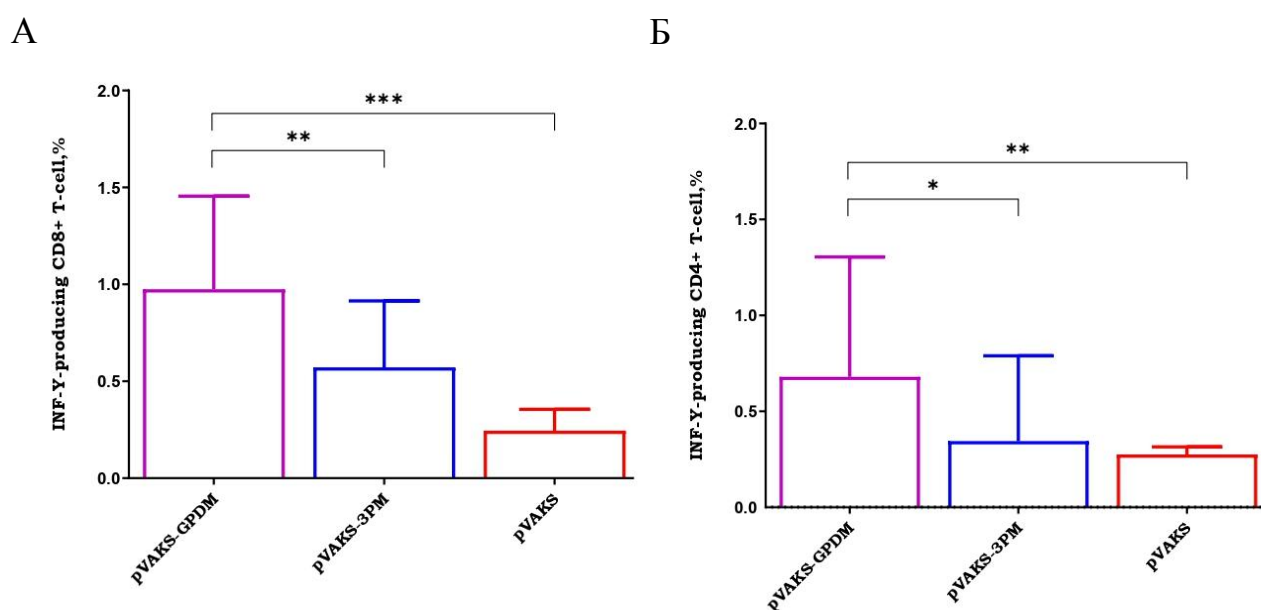 А
Б
INF-Y-producing CD8+ T-cell,%
2.0
1.5
1.0
0.5
0.0
***
**
pVAKS-GPDM
pVAKS-3PM
pVAKS
INF-Y-producing CD4+ T-cell,%
2.0
1.5
1.0
0.5
0.0
**
*
pVAKS-GPDM
pVAKS-3PM
pVAKS